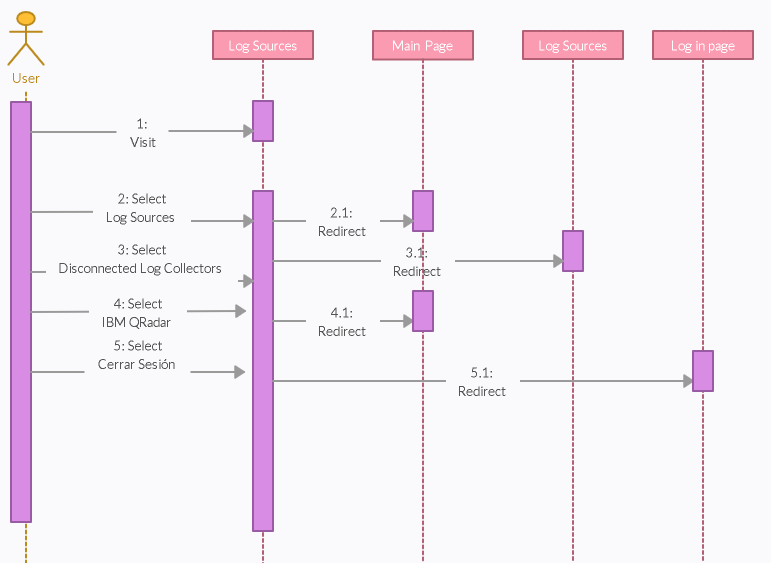 Log Sources
Main Page
Log Sources
Log in page
User
1:
Visit
2: Select
Log Sources
2.1:
Redirect
3: Select
Disconnected Log Collectors
3.1:
Redirect
4: Select
IBM QRadar
4.1:
Redirect
5: Select
Cerrar Sesión
5.1:
Redirect